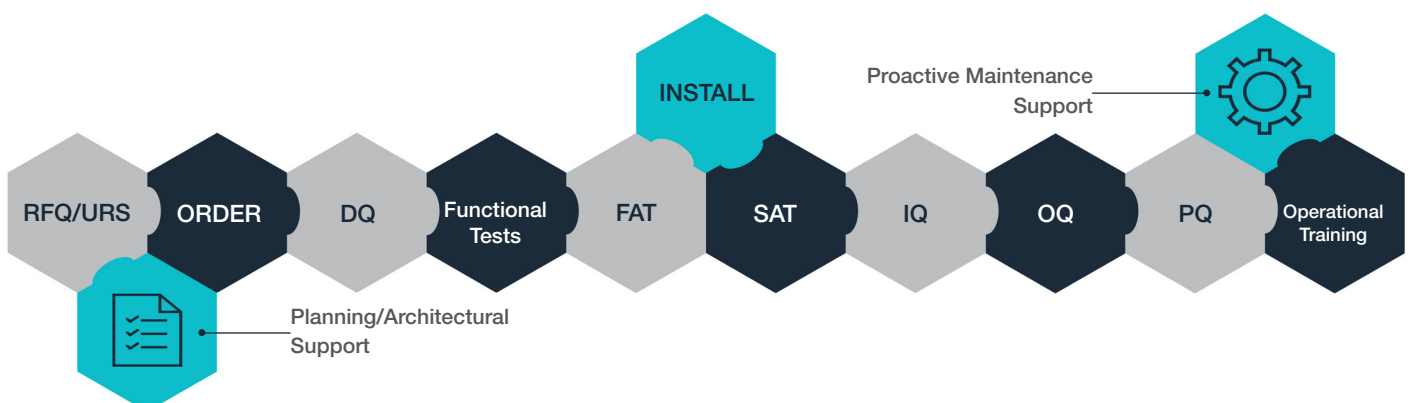 INSTALL
Proactive Maintenance
Support
RFQ/URS
ORDER
DQ
Functional
Tests
FAT
SAT
IQ
OQ
PQ
Operational
Training
Planning/Architectural
Support